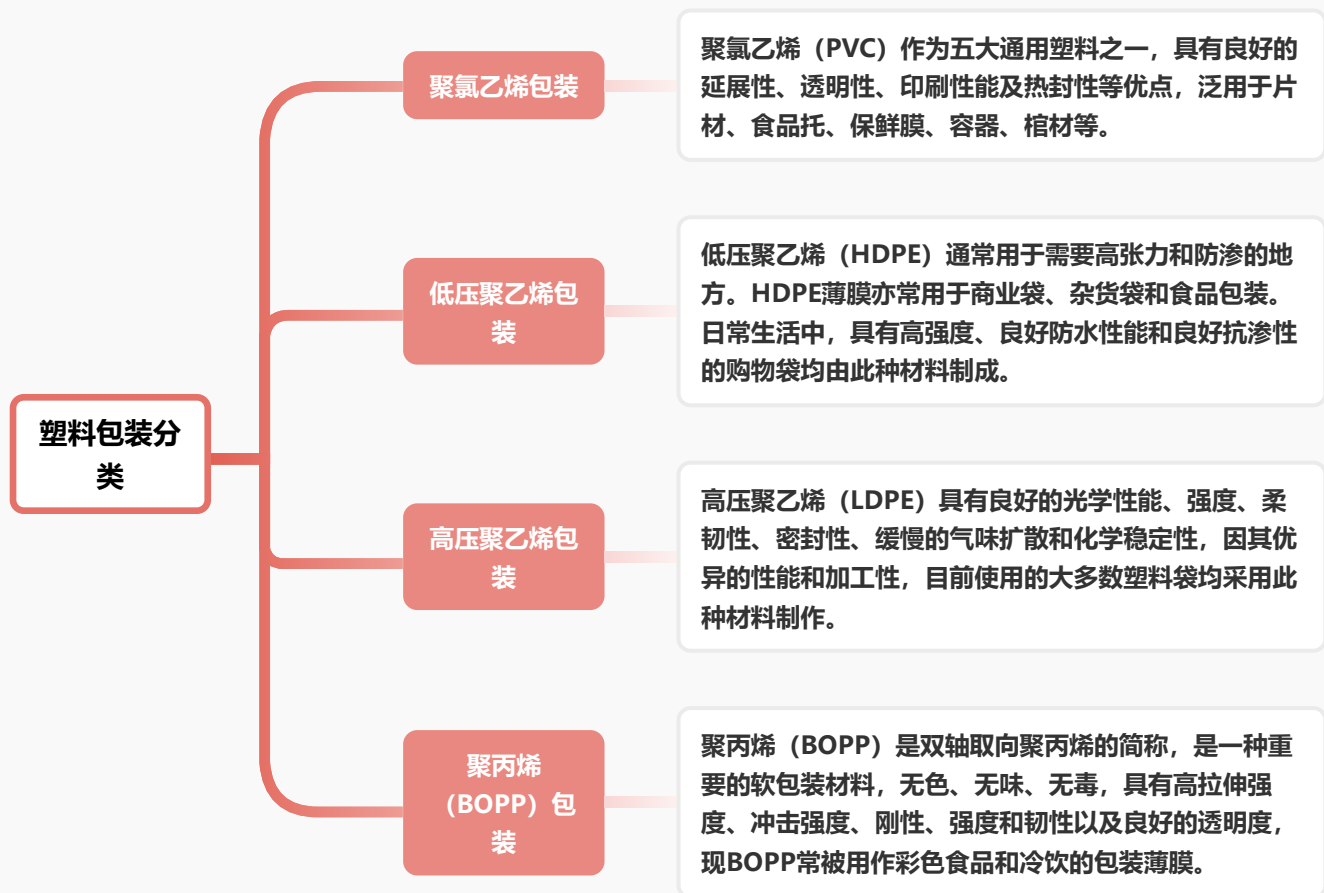 聚氯乙烯包装
聚氯乙烯（PVC）作为五大通用塑料之一，具有良好的
延展性、透明性、印刷性能及热封性等优点，泛用于片
材、食品托、保鲜膜、容器、棺材等。
低压聚乙烯包
装
低压聚乙烯（HDPE）通常用于需要高张力和防渗的地
方。HDPE薄膜亦常用于商业袋、杂货袋和食品包装。
日常生活中，具有高强度、良好防水性能和良好抗渗性
的购物袋均由此种材料制成。
塑料包装分
类
高压聚乙烯包
装
高压聚乙烯（LDPE）具有良好的光学性能、强度、柔
韧性、密封性、缓慢的气味扩散和化学稳定性，因其优
异的性能和加工性，目前使用的大多数塑料袋均采用此
种材料制作。
聚丙烯
（BOPP）包
装
聚丙烯（BOPP）是双轴取向聚丙烯的简称，是一种重
要的软包装材料，无色、无味、无毒，具有高拉伸强
度、冲击强度、刚性、强度和韧性以及良好的透明度，
现BOPP常被用作彩色食品和冷饮的包装薄膜。